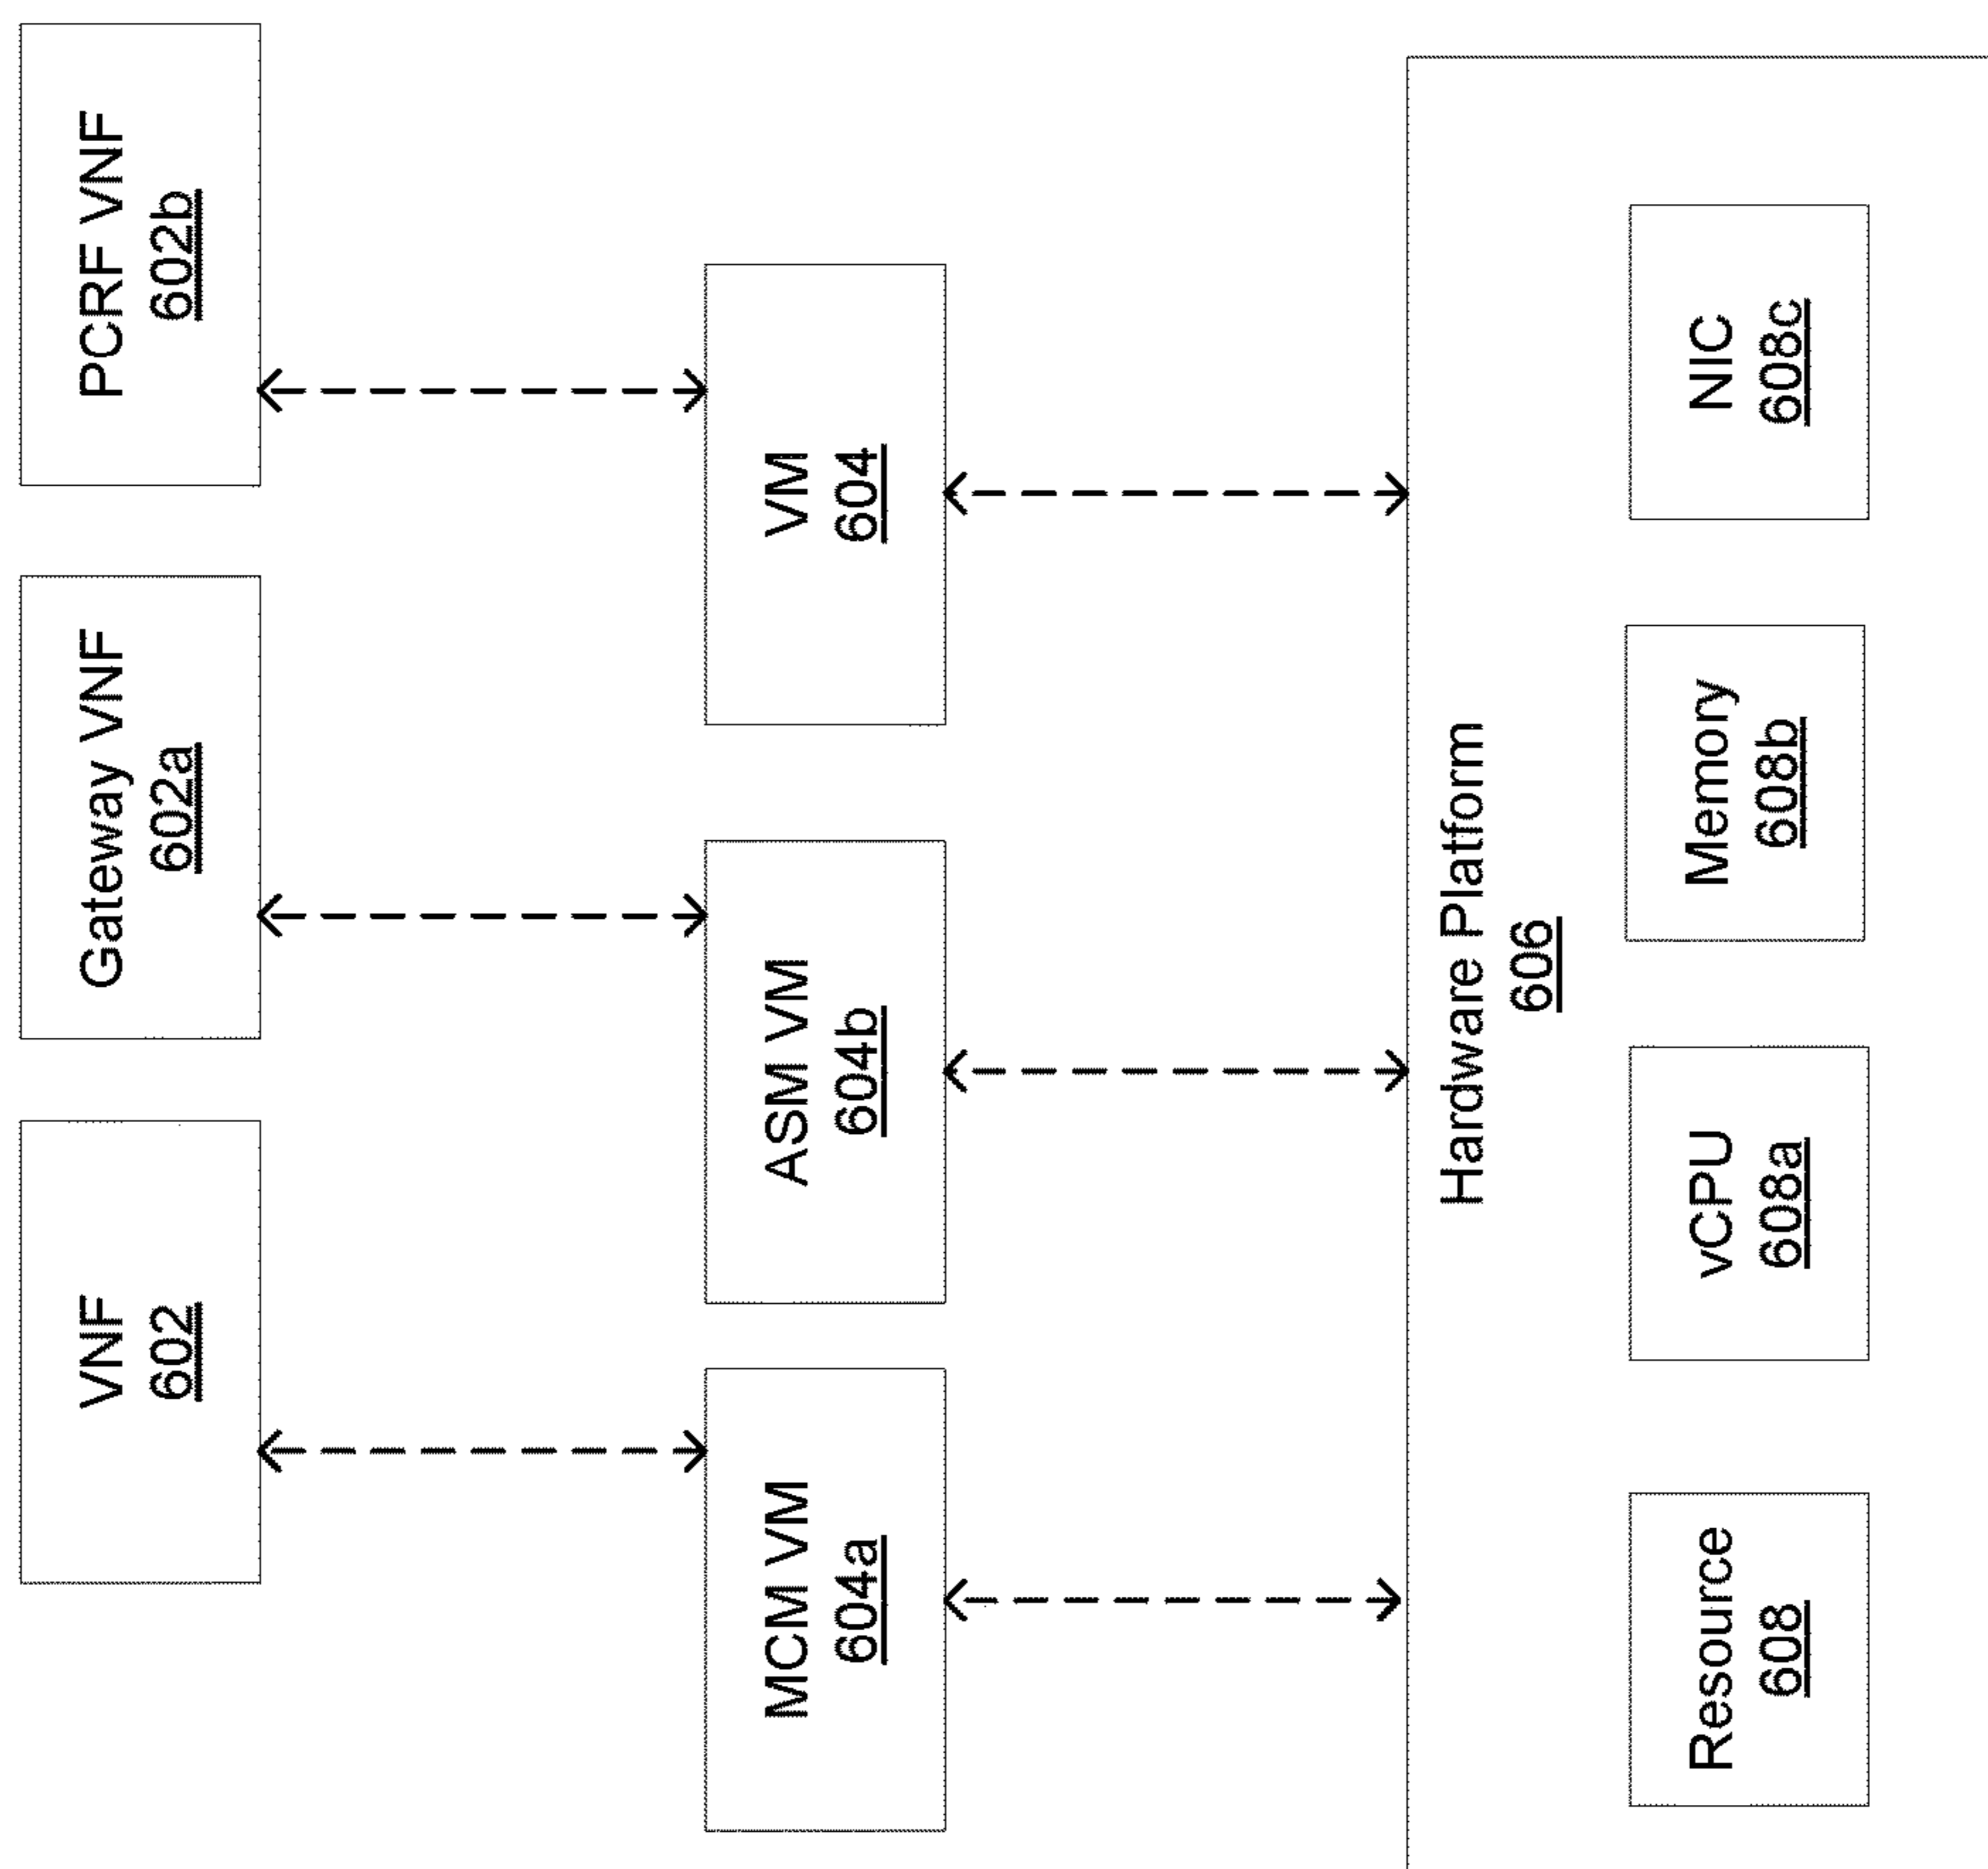 VNF
602
Gateway VNF
602a
PCRF VNF
602b
MCM VM
604a
ASM VM
604b
VM
604
Hardware Platform
606
Resource
608
vCPU
608a
Memory
608b
NIC
608c